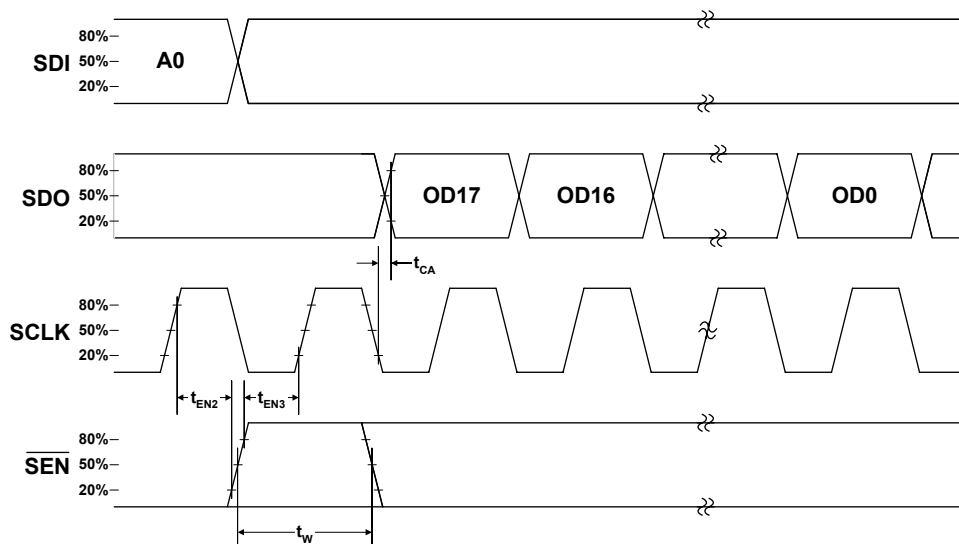 80%
SDI 50% A0
20%
80%
SDO 50% OD17 OD16 OD0
20%
tCA
80%
SCLK 50%
20%
tEN2 tEN3
80%
SEN 50%
20%
tW